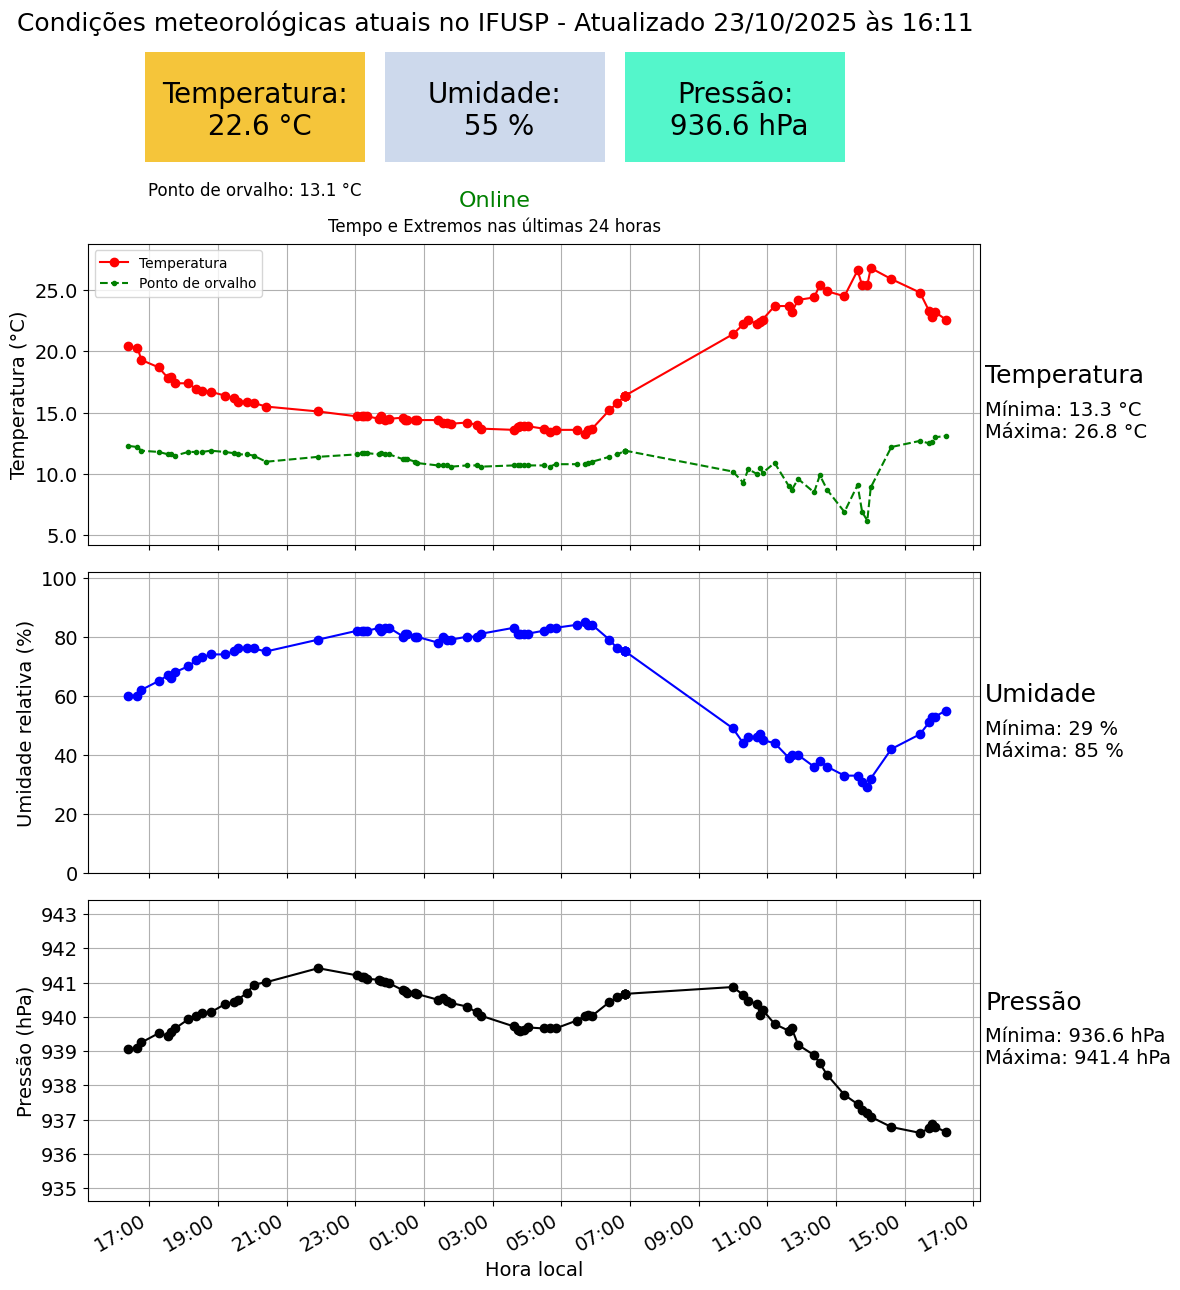 Condições meteorológicas atuais no IFUSP - Atualizado 23/10/2025 às 16:11
Temperatura:
22.6 °C
Umidade:
55 %
Pressão:
936.6 hPa
Ponto de orvalho: 13.1 °C
Online
Tempo e Extremos nas últimas 24 horas
Temperatura
Ponto de orvalho
Temperatura (°C)
25.0
20.0
15.0
10.0
5.0
Temperatura
Mínima: 13.3 °C
Máxima: 26.8 °C
Umidade relativa (%)
100
80
60
40
20
0
Umidade
Mínima: 29 %
Máxima: 85 %
Pressão (hPa)
943
942
941
940
939
938
937
936
935
Pressão
Mínima: 936.6 hPa
Máxima: 941.4 hPa
17:00
19:00
21:00
23:00
01:00
03:00
05:00
07:00
09:00
11:00
13:00
15:00
17:00
Hora local